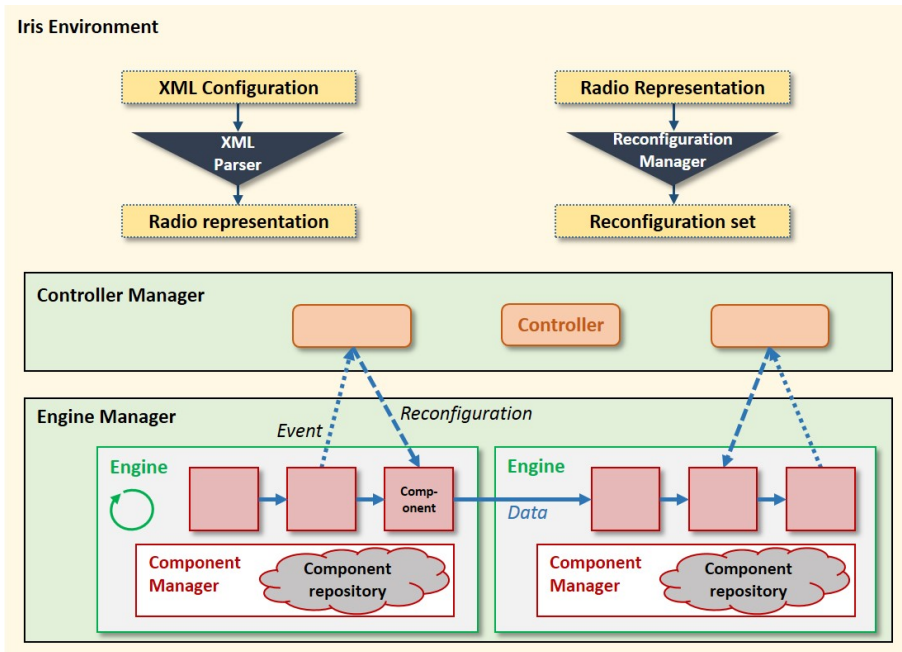 Iris Environment
XML Configuration
XML
Parser
Radio representation
Radio Representation
Reconfiguration
Manager
Reconfiguration set
Controller Manager
Controller
Engine Manager
Event
Reconfiguration
Engine
Comp-
onent
Data
Component
Manager
Component
repository
Engine
Component
Manager
Component
repository